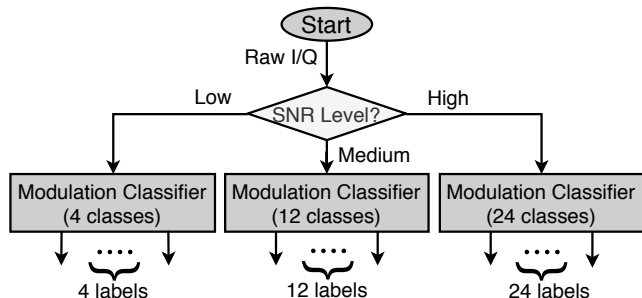 Start
Raw I/Q
Low
SNR Level?
High
Medium
Modulation Classifier
(4 classes)
Modulation Classifier
(12 classes)
Modulation Classifier
(24 classes)
4 labels
12 labels
24 labels